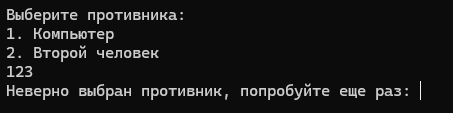 Выберите противника:
1. Компьютер
2. Второй человек
123
Неверно выбран противник, попробуйте еще раз: